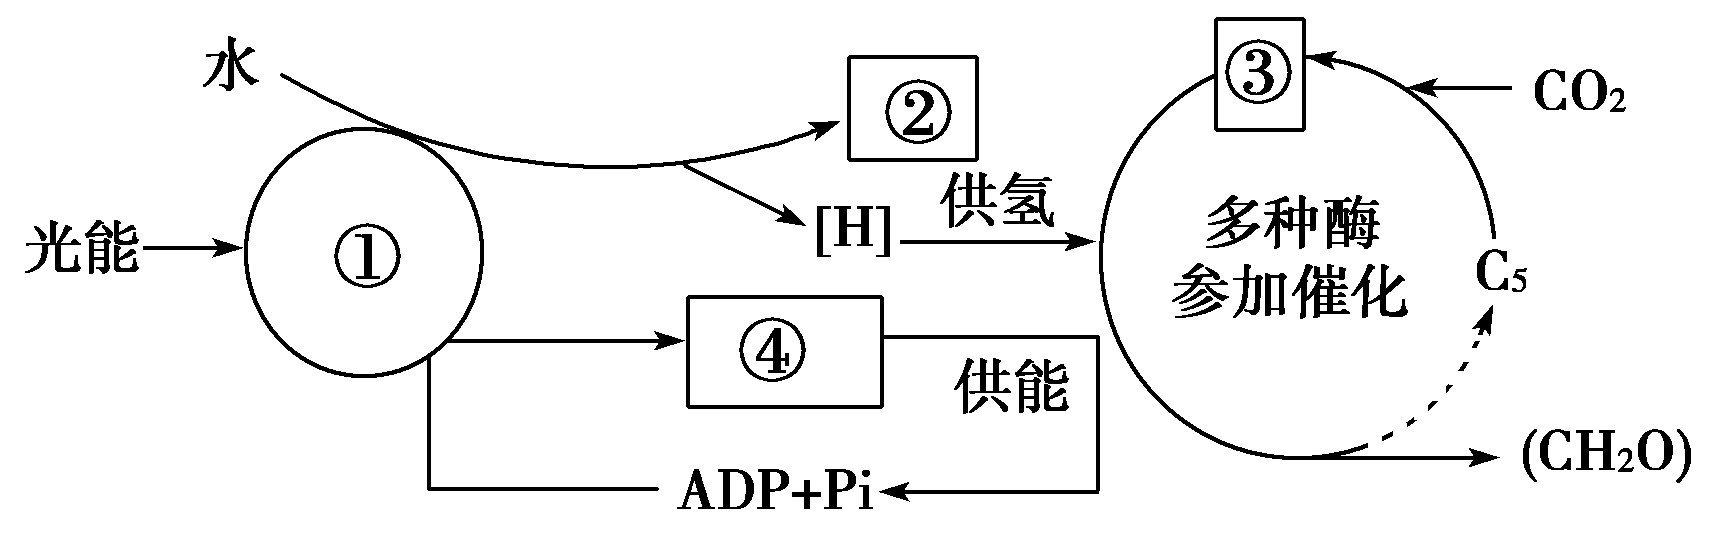 水
②
③
CO₂
光能
①
[H]
供氢
多种酶
参加催化
C₅
④
供能
ADP+Pi
(CH₂O)